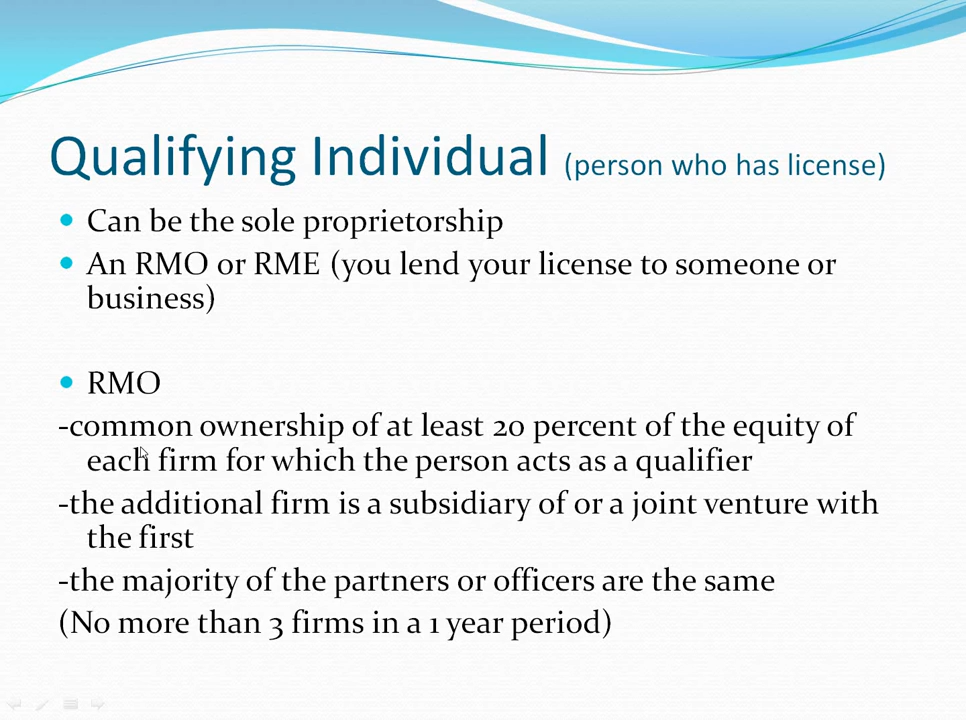 Qualifying Individual (person who has license)
• Can be the sole proprietorship
• An RMO or RME (you lend your license to someone or
business)
• RMO
-common ownership of at least 20 percent of the equity of
each firm for which the person acts as a qualifier
-the additional firm is a subsidiary of or a joint venture with
the first
-the majority of the partners or officers are the same
(No more than 3 firms in a 1 year period)